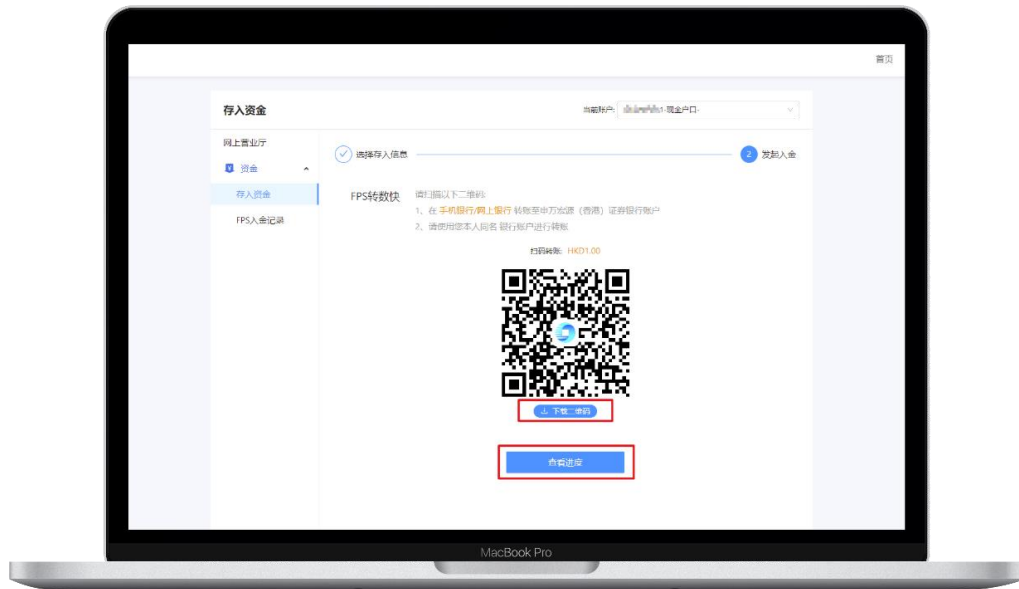 首页
存入资金
当前账户: 1-现金户口-
网上营业厅
资金
存入资金
FPS入金记录
选择存入信息
2 发起入金
FPS转数快
请扫描以下二维码:
1、在 手机银行/网上银行 转账至申万宏源（香港）证券银行账户
2、请使用您本人同名 银行账户进行转账
扫码转账: HKD1.00
下载二维码
查看进度
MacBook Pro